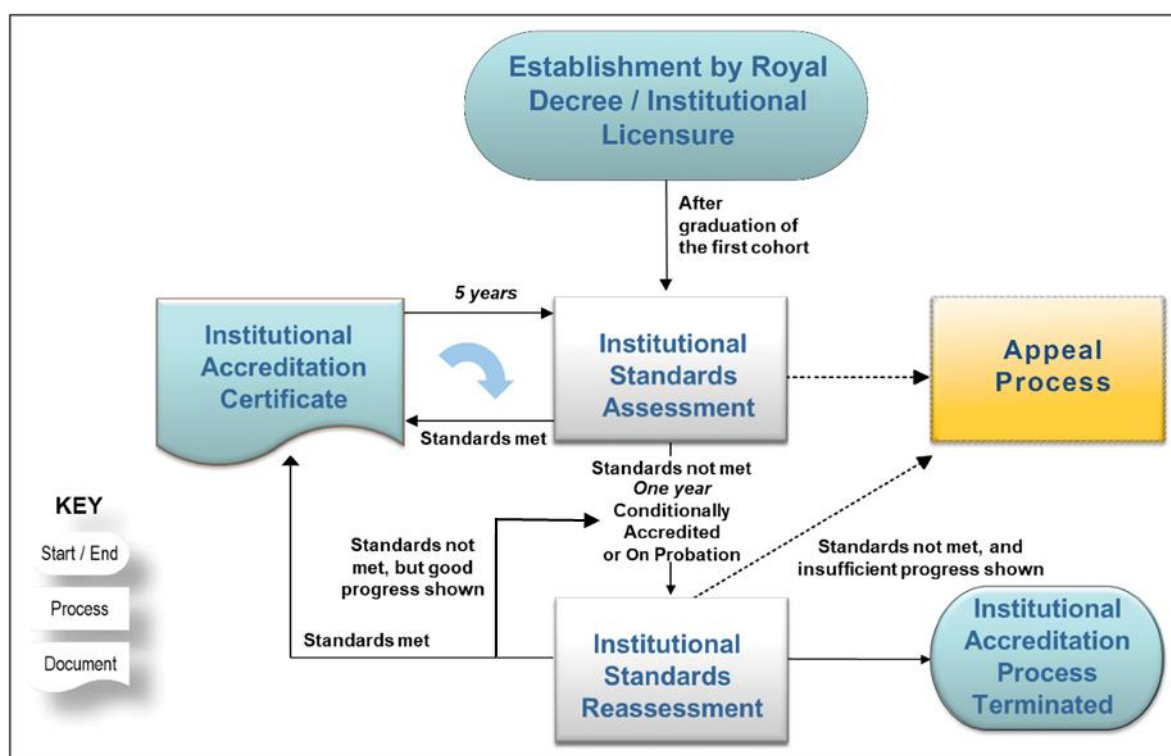 Establishment by Royal
Decree / Institutional
Licensure
After
graduation of
the first cohort
5 years
Institutional
Accreditation
Certificate
Institutional
Standards
Assessment
Appeal
Process
Standards met
Standards not met
One year
Conditionally
Accredited
or On Probation
KEY
Start / End
Process
Document
Standards not
met, but good
progress shown
Standards not met, and
insufficient progress shown
Standards met
Institutional
Standards
Reassessment
Institutional
Accreditation
Process
Terminated